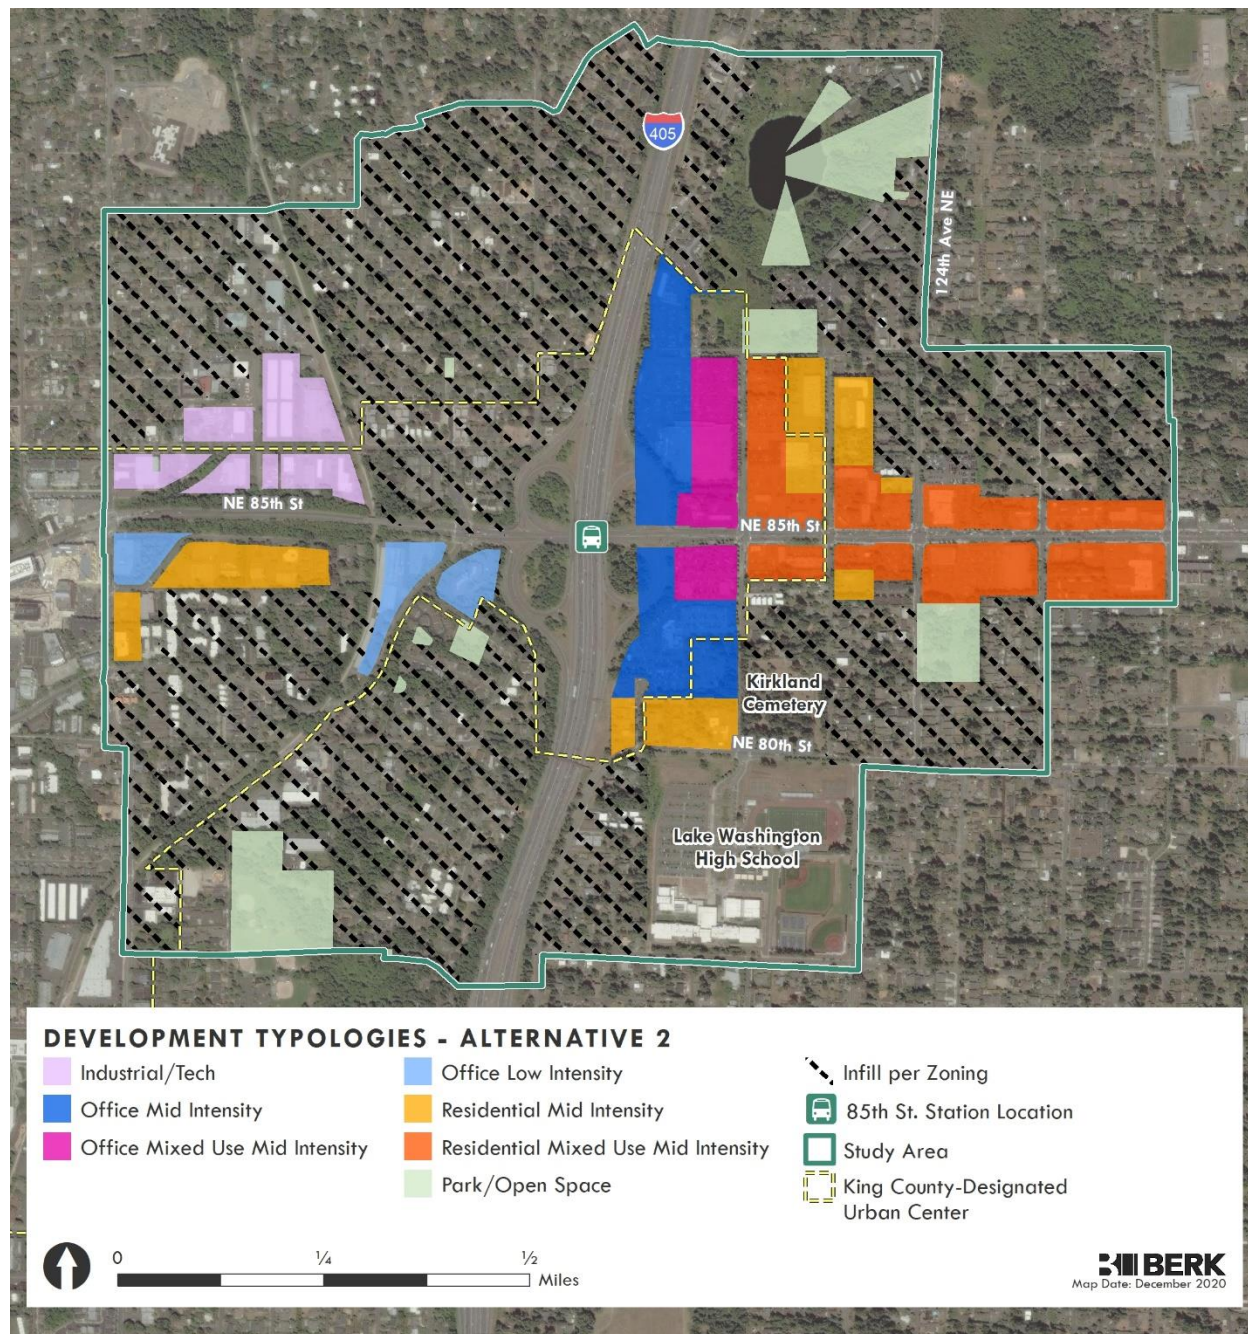 405
124th Ave NE
NE 85th St
NE 85th St
Kirkland
Cemetery
NE 80th St
Lake Washington
High School
DEVELOPMENT TYPOLOGIES - ALTERNATIVE 2
Industrial/Tech
Office Mid Intensity
Office Mixed Use Mid Intensity
Office Low Intensity
Residential Mid Intensity
Residential Mixed Use Mid Intensity
Park/Open Space
Infill per Zoning
85th St. Station Location
Study Area
King County-Designated
Urban Center
0 ¼ ½
Miles
BERK
Map Date: December 2020